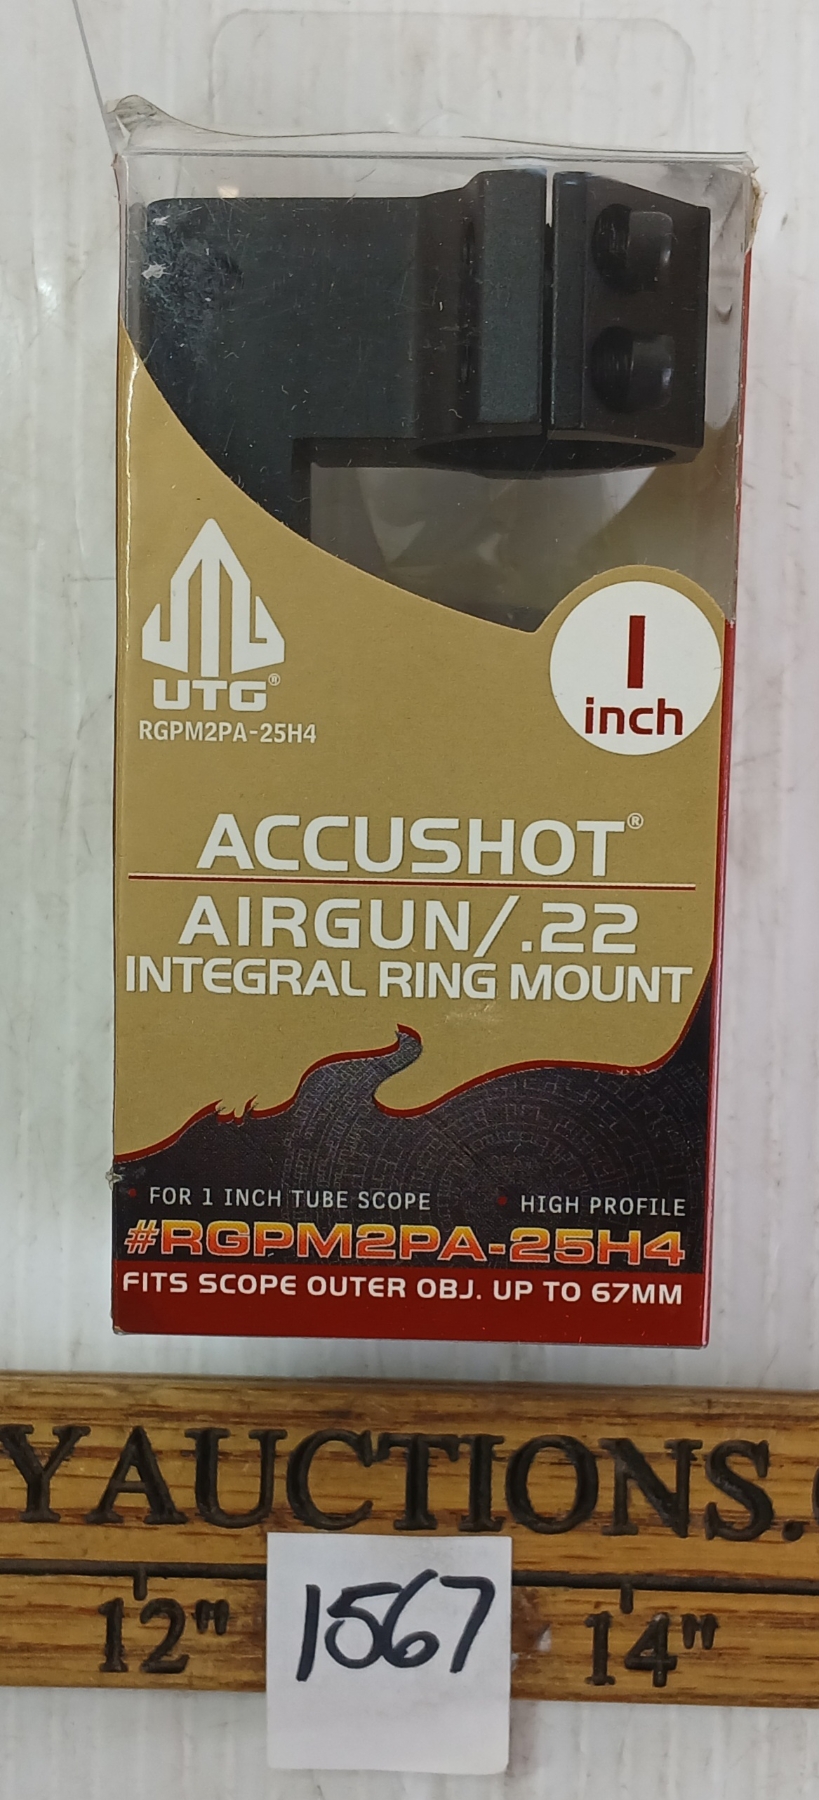 UTG®
RGPM2PA-25H4
1
inch
ACCUSHOT®
AIRGUN/.22
INTEGRAL RING MOUNT
• FOR 1 INCH TUBE SCOPE • HIGH PROFILE
#RGPM2PA-25H4
FITS SCOPE OUTER OBJ. UP TO 67MM
YAUCTIONS.
12" 14"
1567